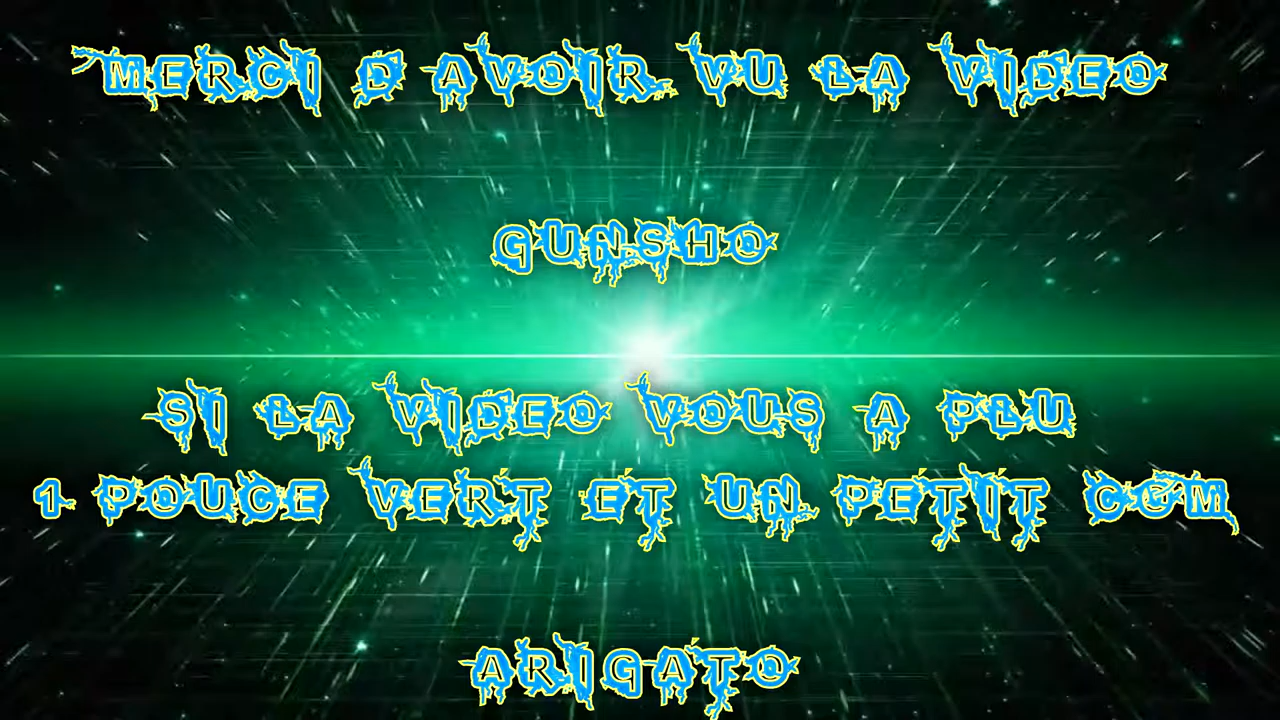 MERCI D AVOIR VU LA VIDEO
GUNSHO
SI LA VIDEO VOUS A PLU
1 POUCE VERT ET UN PETIT COM
ARIGATO